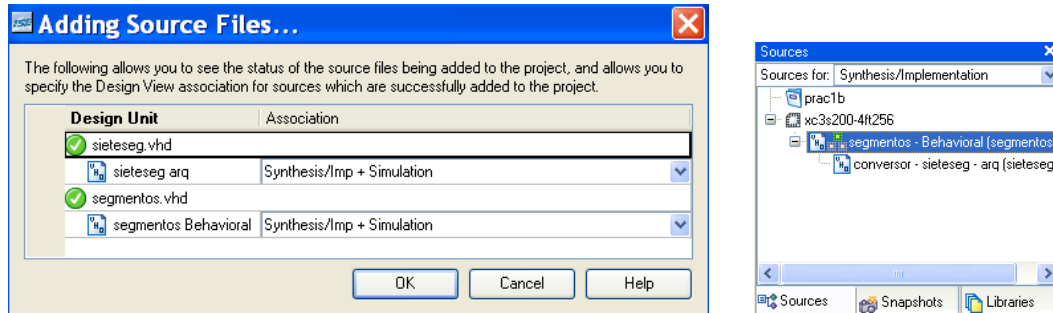 Adding Source Files...
The following allows you to see the status of the source files being added to the project, and allows you to
specify the Design View association for sources which are successfully added to the project.
Design Unit Association
sieteseg.vhd
sieteseg arq Synthesis/Imp + Simulation
segmentos.vhd
segmentos Behavioral Synthesis/Imp + Simulation
OK Cancel Help
Sources
Sources for: Synthesis/Implementation
prac1b
xc3s200-4ft256
segmentos - Behavioral (segmentos
conversor - sieteseg - arq (sieteseg
Sources Snapshots Libraries